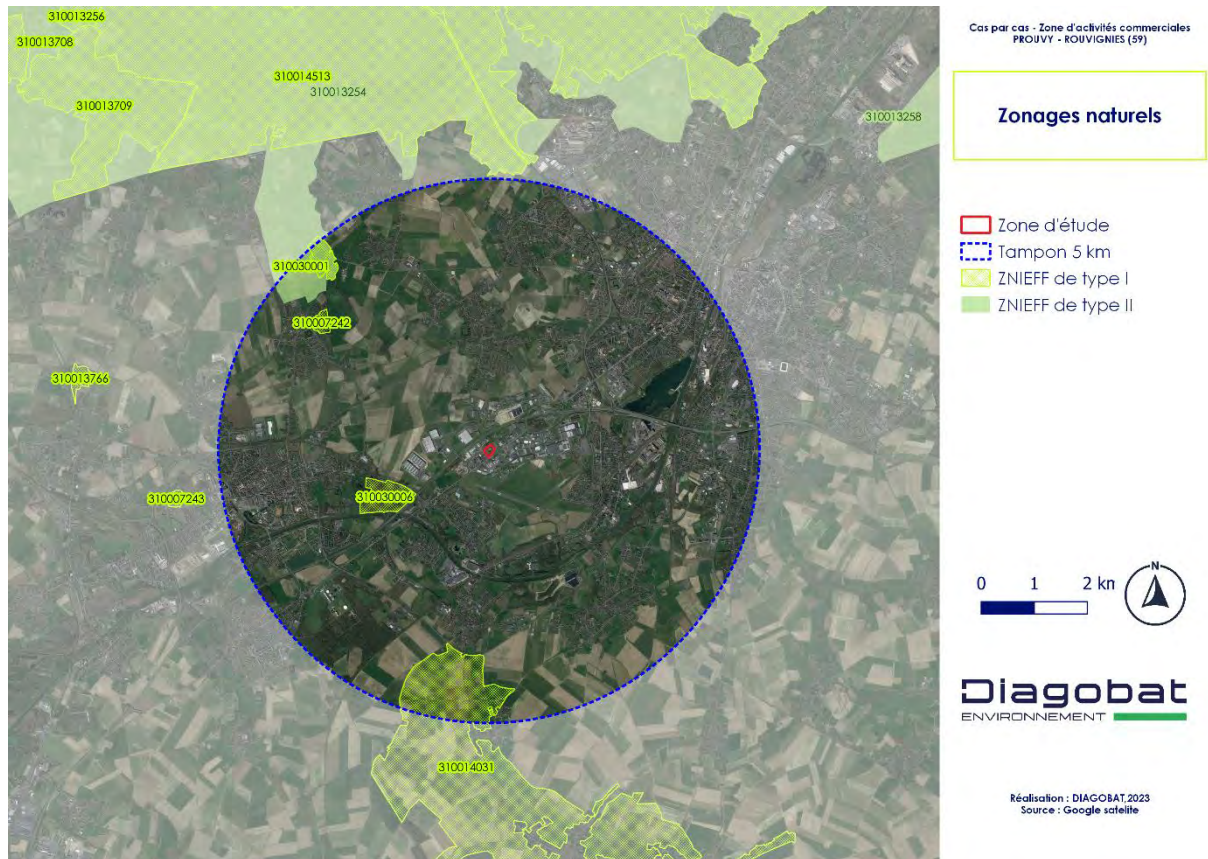 310013256
310013708
310014513
310013254
310013709
310013258
310030001
310007242
310013766
310007243
310030006
310014031
Cas par cas - Zone d'activités commerciales
PROUVY - ROUVIGNIES (59)
Zonages naturels
Zone d'étude
Tampon 5 km
ZNIEFF de type I
ZNIEFF de type II
0 1 2 km
N
Diagobat
ENVIRONNEMENT
Réalisation : DIAGOBAT,2023
Source : Google satelite